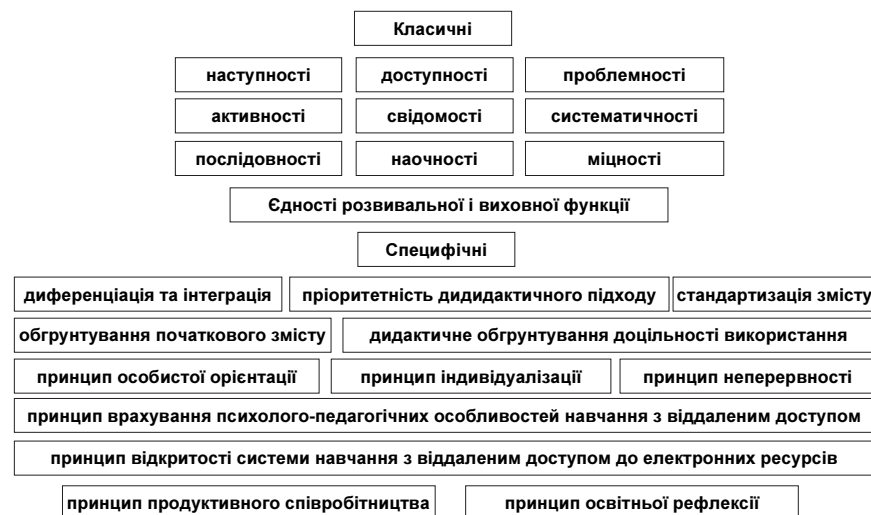 Класичні
наступності доступності проблемності
активності свідомості систематичності
послідовності наочності міцності
Єдності розвивальної і виховної функції
Специфічні
диференціація та інтеграція пріоритетність дидидактичного підходу стандартизація змісту
обгрунтування початкового змісту дидактичне обгрунтування доцільності використання
принцип особистої орієнтації принцип індивідуалізації принцип неперервності
принцип врахування психолого-педагогічних особливостей навчання з віддаленим доступом
принцип відкритості системи навчання з віддаленим доступом до електронних ресурсів
принцип продуктивного співробітництва принцип освітньої рефлексії